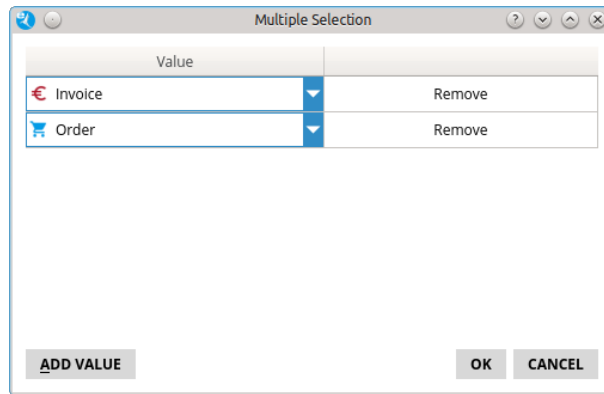 Multiple Selection
Value
€ Invoice Remove
Order Remove
ADD VALUE OK CANCEL